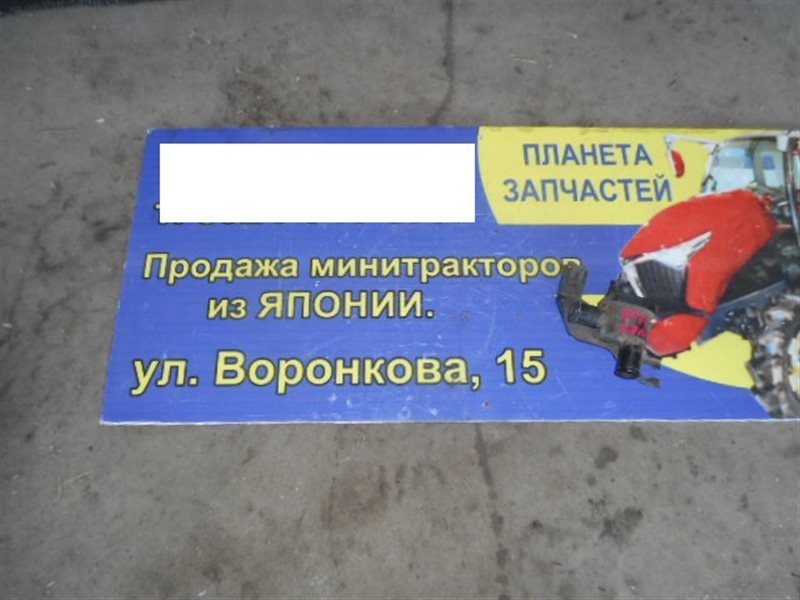 ПЛАНЕТА
ЗАПЧАСТЕЙ
Продажа минитракторов
из ЯПОНИИ.
ул. Воронкова, 15